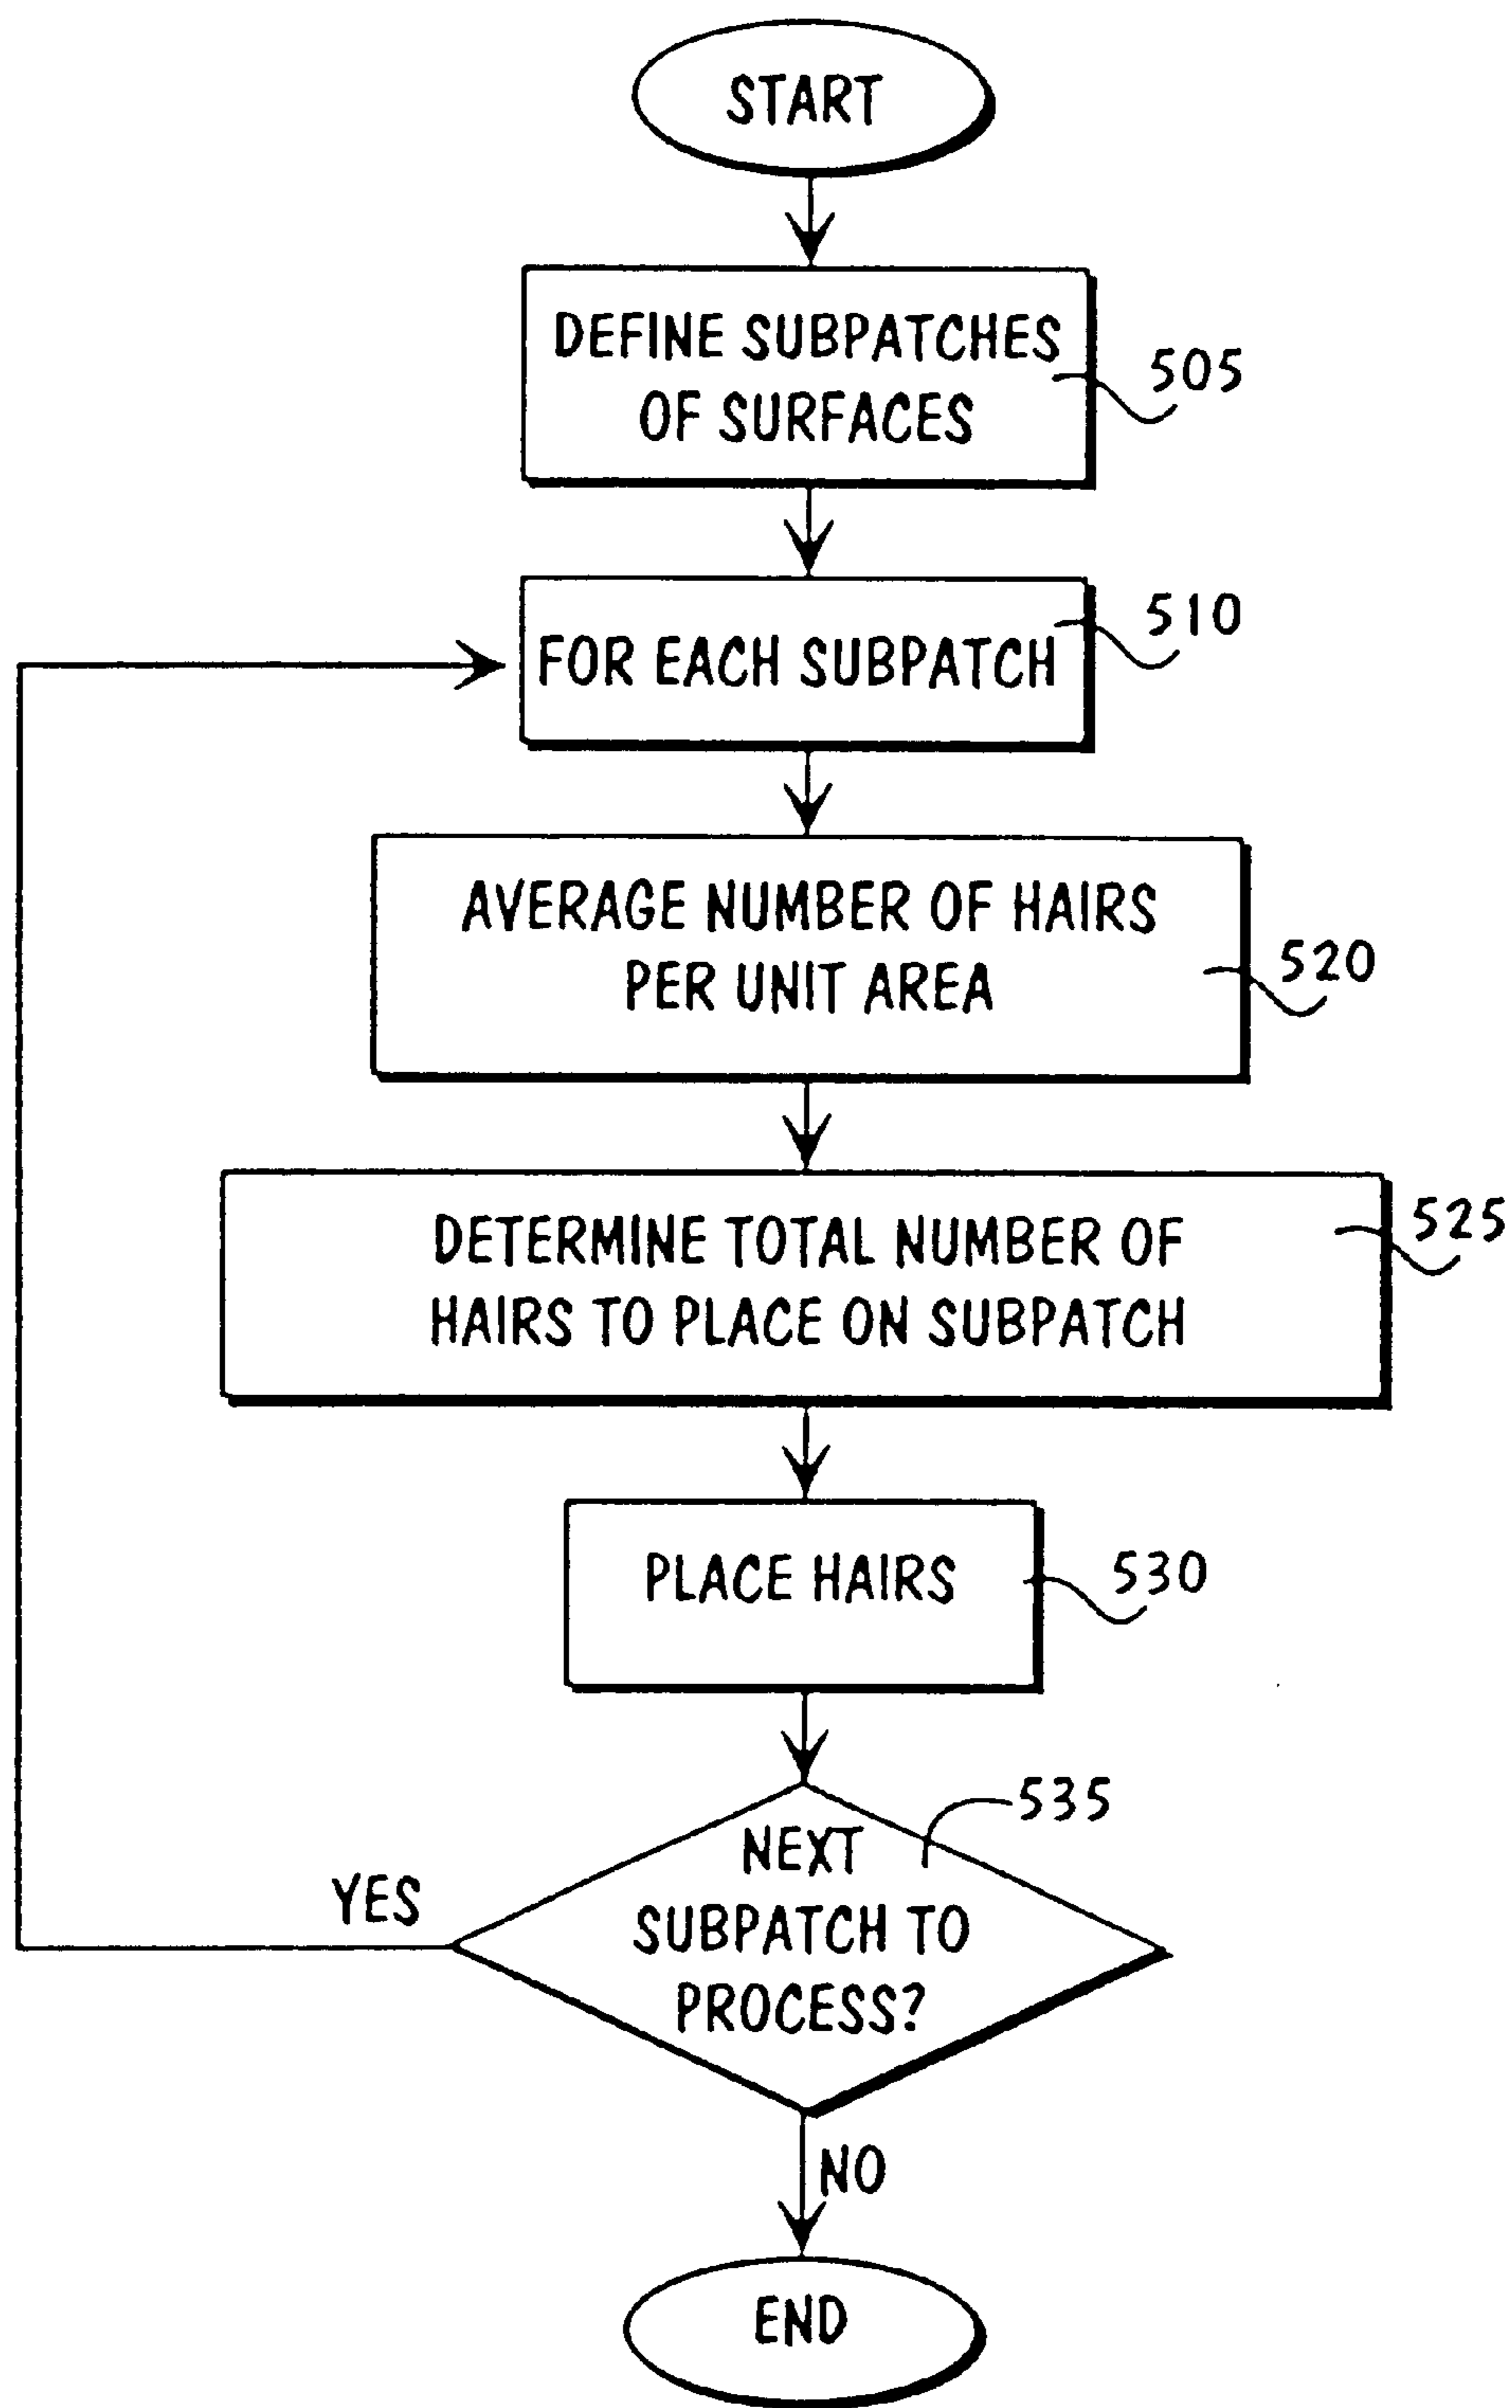 START
DEFINE SUBPATCHES
OF SURFACES
505
FOR EACH SUBPATCH
510
AVERAGE NUMBER OF HAIRS
PER UNIT AREA
520
DETERMINE TOTAL NUMBER OF
HAIRS TO PLACE ON SUBPATCH
525
PLACE HAIRS
530
535
NEXT
SUBPATCH TO
PROCESS?
YES
NO
END